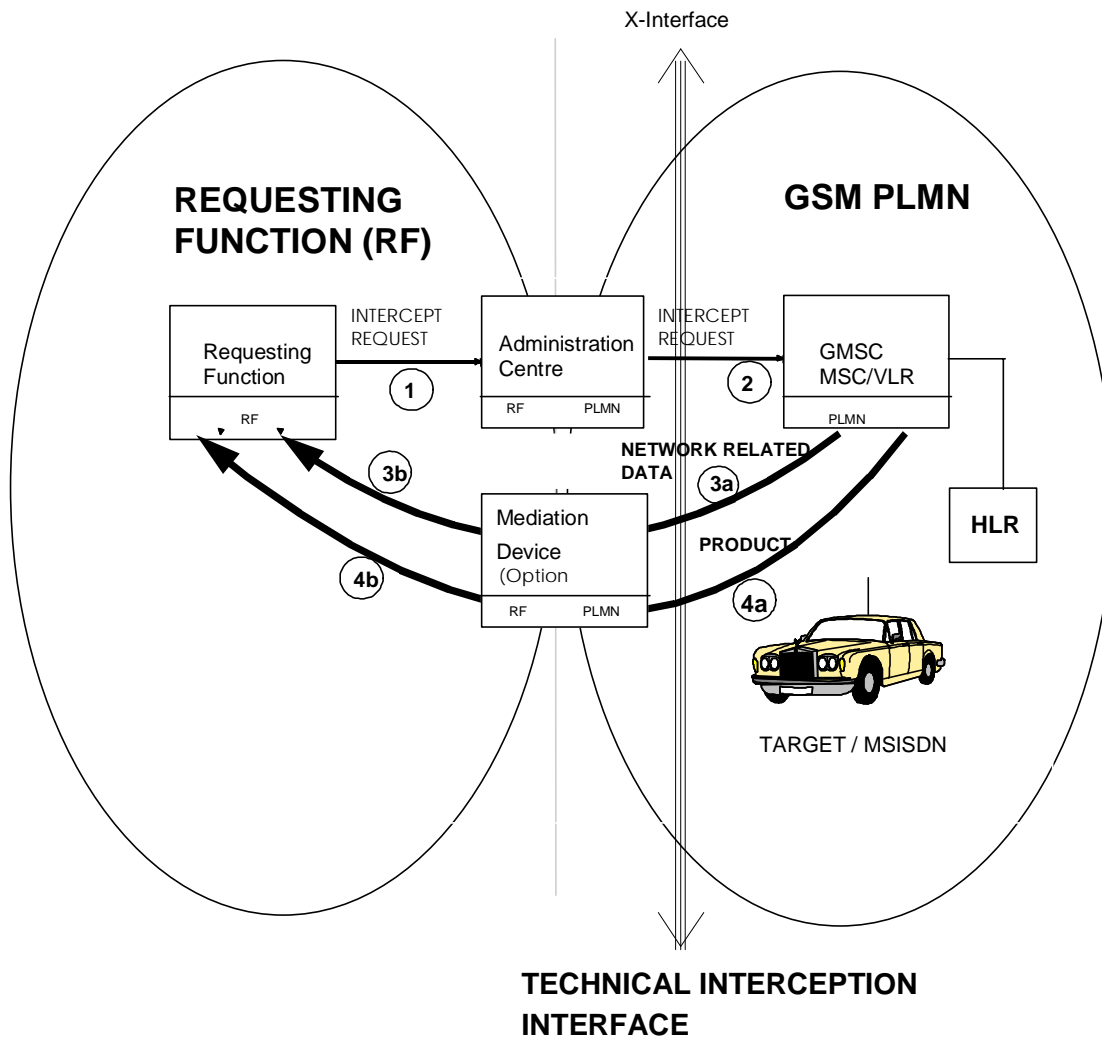 X-Interface
REQUESTING
FUNCTION (RF)
GSM PLMN
INTERCEPT
REQUEST
INTERCEPT
REQUEST
Requesting
Function
RF
1
Administration
Centre
RF PLMN
2
GMSC
MSC/VLR
PLMN
NETWORK RELATED
DATA
3b
3a
Mediation
Device
(Option
RF PLMN
PRODUCT
4b
4a
HLR
TARGET / MSISDN
TECHNICAL INTERCEPTION
INTERFACE